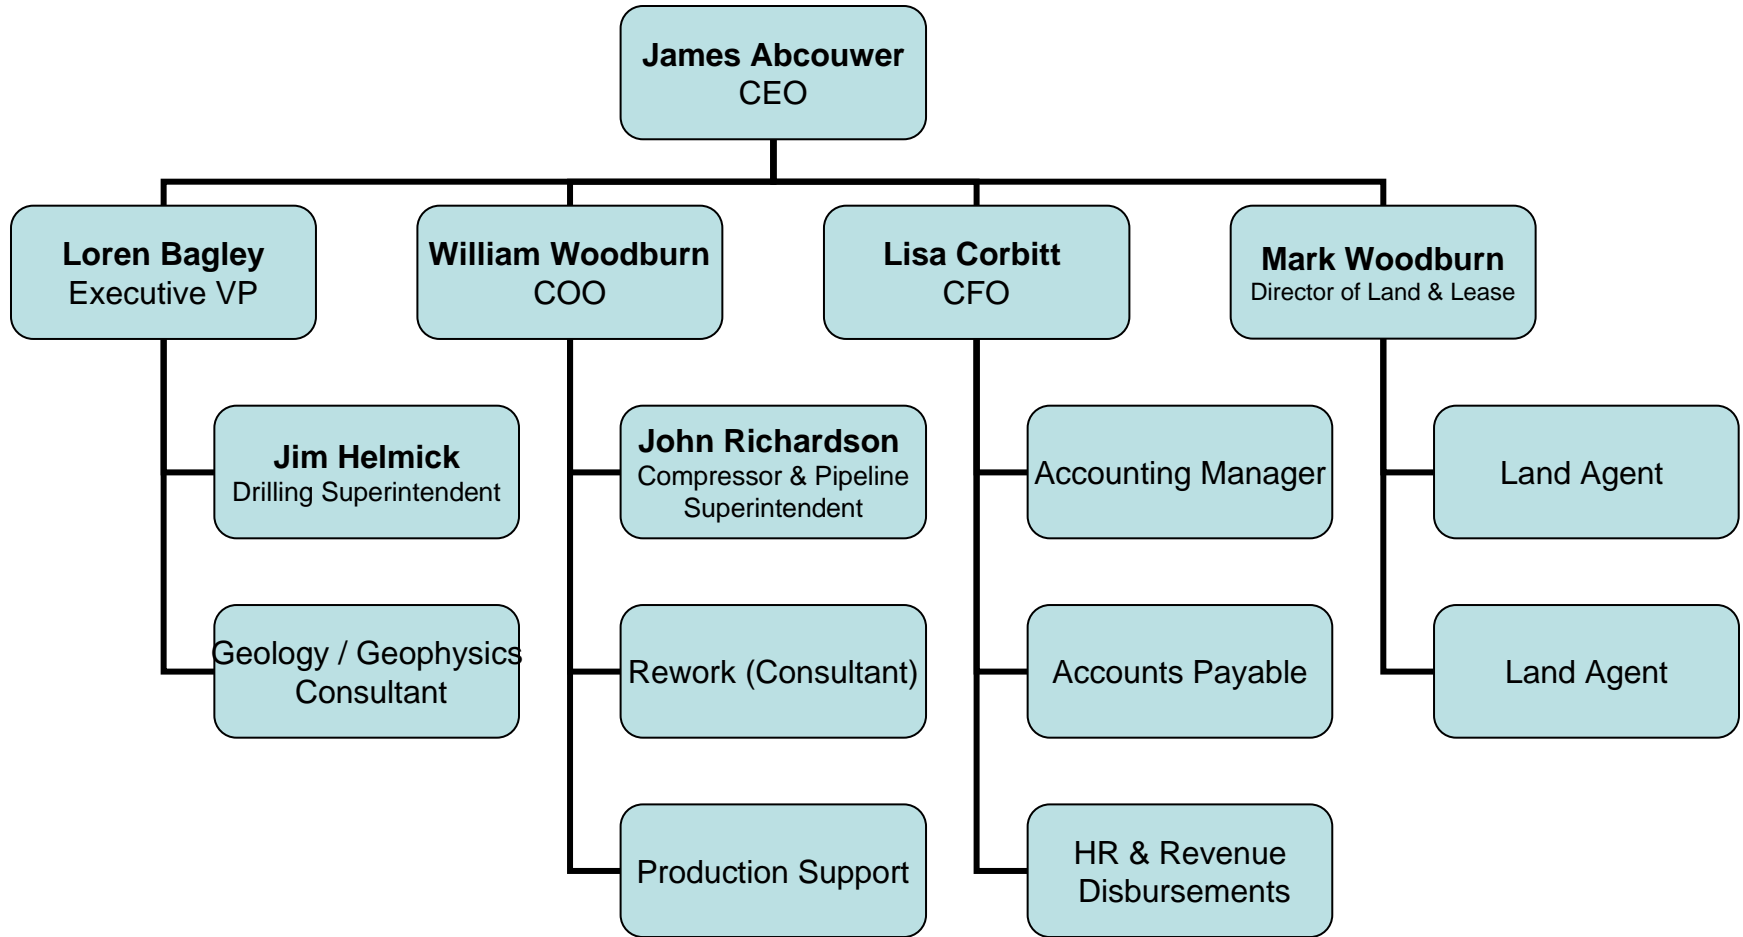 James Abcouwer
CEO
Loren Bagley
Executive VP
William Woodburn
COO
Lisa Corbitt
CFO
Mark Woodburn
Director of Land & Lease
Jim Helmick
Drilling Superintendent
John Richardson
Compressor & Pipeline
Superintendent
Accounting Manager
Land Agent
Geology / Geophysics
Consultant
Rework (Consultant)
Accounts Payable
Land Agent
Production Support
HR & Revenue
Disbursements